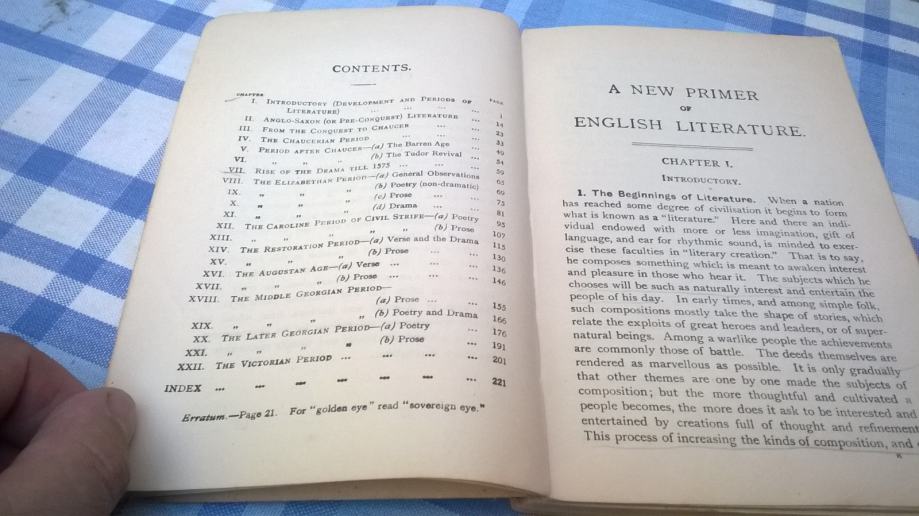 CONTENTS.
CHAPTER PAGE
I. INTRODUCTORY (DEVELOPMENT AND PERIODS OF
LITERATURE) ... ... ... ... 1
II. ANGLO-SAXON (OR PRE-CONQUEST) LITERATURE ... 14
III. FROM THE CONQUEST TO CHAUCER ... ... 23
IV. THE CHAUCERIAN PERIOD ... ... ... 33
V. PERIOD AFTER CHAUCER—(a) The Barren Age ... 49
VI. " " " (b) The Tudor Revival ... 54
VII. RISE OF THE DRAMA TILL 1575 ... ... ... 59
VIII. THE ELIZABETHAN PERIOD—(a) General Observations 65
IX. " " " (b) Poetry (non-dramatic) 69
X. " " " (c) Prose ... ... 75
XI. " " " (d) Drama ... ... 81
XII. THE CAROLINE PERIOD OF CIVIL STRIFE—(a) Poetry 95
XIII. " " " " (b) Prose 107
XIV. THE RESTORATION PERIOD—(a) Verse and the Drama 115
XV. " " " (b) Prose ... ... 130
XVI. THE AUGUSTAN AGE—(a) Verse ... ... ... 136
XVII. " " " (b) Prose ... ... ... 146
XVIII. THE MIDDLE GEORGIAN PERIOD—
(a) Prose ... ... 155
XIX. " " " " (b) Poetry and Drama 166
XX. THE LATER GEORGIAN PERIOD—(a) Poetry ... 176
XXI. " " " " (b) Prose ... 191
XXII. THE VICTORIAN PERIOD ... ... ... ... 201
INDEX ... ... ... ... ... ... 221
Erratum.—Page 21. For "golden eye" read "sovereign eye."
A NEW PRIMER
OF
ENGLISH LITERATURE.
CHAPTER I.
INTRODUCTORY.
1. The Beginnings of Literature. When a nation
has reached some degree of civilisation it begins to form
what is known as a "literature." Here and there an indi-
vidual endowed with more or less imagination, gift of
language, and ear for rhythmic sound, is minded to exer-
cise these faculties in "literary creation." That is to say,
he composes something which is meant to awaken interest
and pleasure in those who hear it. The subjects which he
chooses will be such as naturally interest and entertain the
people of his day. In early times, and among simple folk,
such compositions mostly take the shape of stories, which
relate the exploits of great heroes and leaders, or of super-
natural beings. Among a warlike people the achievements
are commonly those of battle. The deeds themselves are
rendered as marvellous as possible. It is only gradually
that other themes are one by one made the subjects of
composition; but the more thoughtful and cultivated a
people becomes, the more does it ask to be interested and
entertained by creations full of thought and refinement
This process of increasing the kinds of composition, and